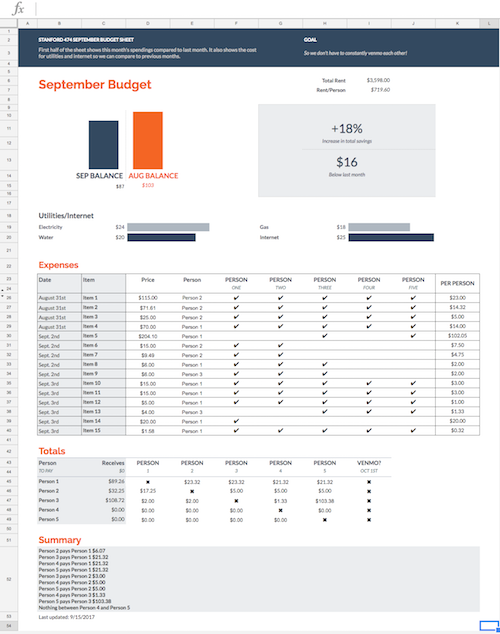 fx
A B C D E F G H I J K L
STANFORD 474 SEPTEMBER BUDGET SHEET
GOAL
First half of the sheet shows this month's spendings compared to last month. It also shows the cost
for utilities and internet so we can compare to previous months.
So we don't have to constantly venmo each other!
September Budget
Total Rent $3,598.00
Rent/Person $719.60
+18%
Increase in total savings
$16
Below last month
SEP BALANCE AUG BALANCE
$87 $103
Utilities/Internet
Electricity $24 Gas $18
Water $20 Internet $25
Expenses
Date Item Price Person PERSON PERSON PERSON PERSON PERSON PER PERSON
ONE TWO THREE FOUR FIVE
August 31st Item 1 $115.00 Person 2 ✔ ✔ ✔ ✔ ✔ $23.00
August 31st Item 2 $71.61 Person 2 ✔ ✔ ✔ ✔ ✔ $14.32
August 31st Item 3 $25.00 Person 2 ✔ ✔ ✔ ✔ ✔ $5.00
August 31st Item 4 $70.00 Person 1 ✔ ✔ ✔ ✔ ✔ $14.00
Sept. 2nd Item 5 $204.10 Person 1 ✔ ✔ $102.05
Sept. 2nd Item 6 $15.00 Person 2 ✔ ✔ $7.50
Sept. 2nd Item 7 $9.49 Person 2 ✔ ✔ $4.75
Sept. 2nd Item 8 $6.00 Person 1 ✔ ✔ ✔ $2.00
Sept. 2nd Item 9 $6.00 Person 3 ✔ ✔ ✔ $2.00
Sept. 3rd Item 10 $15.00 Person 1 ✔ ✔ ✔ ✔ ✔ $3.00
Sept. 3rd Item 11 $15.00 Person 1 ✔ ✔ ✔ ✔ ✔ $3.00
Sept. 3rd Item 12 $5.00 Person 1 ✔ ✔ ✔ ✔ ✔ $1.00
Sept. 3rd Item 13 $4.00 Person 3 ✔ ✔ ✔ $1.33
Sept. 3rd Item 14 $20.00 Person 1 ✔ $20.00
Sept. 3rd Item 15 $1.58 Person 1 ✔ ✔ ✔ ✔ ✔ $0.32
Totals
Person Receives PERSON PERSON PERSON PERSON PERSON VENMO?
TO PAY $0 1 2 3 4 5 OCT 1ST
Person 1 $89.26 ✖ $23.32 $23.32 $21.32 $21.32 ✖
Person 2 $32.25 $17.25 ✖ $5.00 $5.00 $5.00 ✖
Person 3 $108.72 $2.00 $2.00 ✖ $1.33 $103.38 ✖
Person 4 $0.00 $0.00 $0.00 $0.00 ✖ $0.00 ✖
Person 5 $0.00 $0.00 $0.00 $0.00 $0.00 ✖ ✖
Summary
Person 2 pays Person 1 $6.07
Person 3 pays Person 1 $21.32
Person 4 pays Person 1 $21.32
Person 5 pays Person 1 $21.32
Person 3 pays Person 2 $3.00
Person 4 pays Person 2 $5.00
Person 5 pays Person 2 $5.00
Person 4 pays Person 3 $1.33
Person 5 pays Person 3 $103.38
Nothing between Person 4 and Person 5
Last updated: 9/15/2017